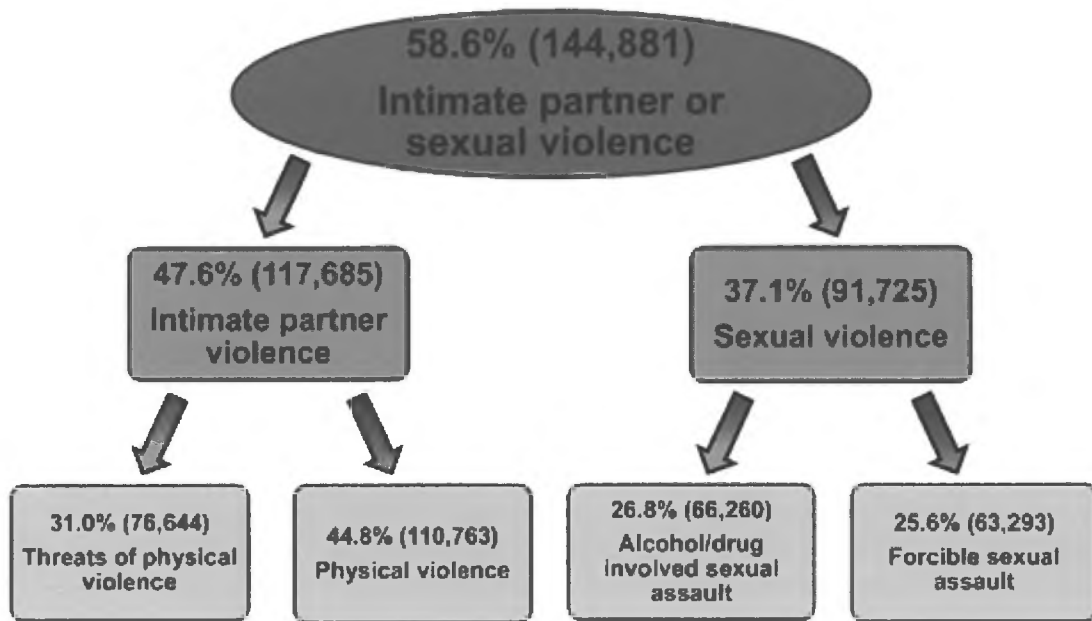 58.6% (144,881)
Intimate partner or
sexual violence
47.6% (117,685)
Intimate partner
violence
37.1% (91,725)
Sexual violence
31.0% (76,644)
Threats of physical
violence
44.8% (110,763)
Physical violence
26.8% (66,260)
Alcohol/drug
involved sexual
assault
25.6% (63,293)
Forcible sexual
assault